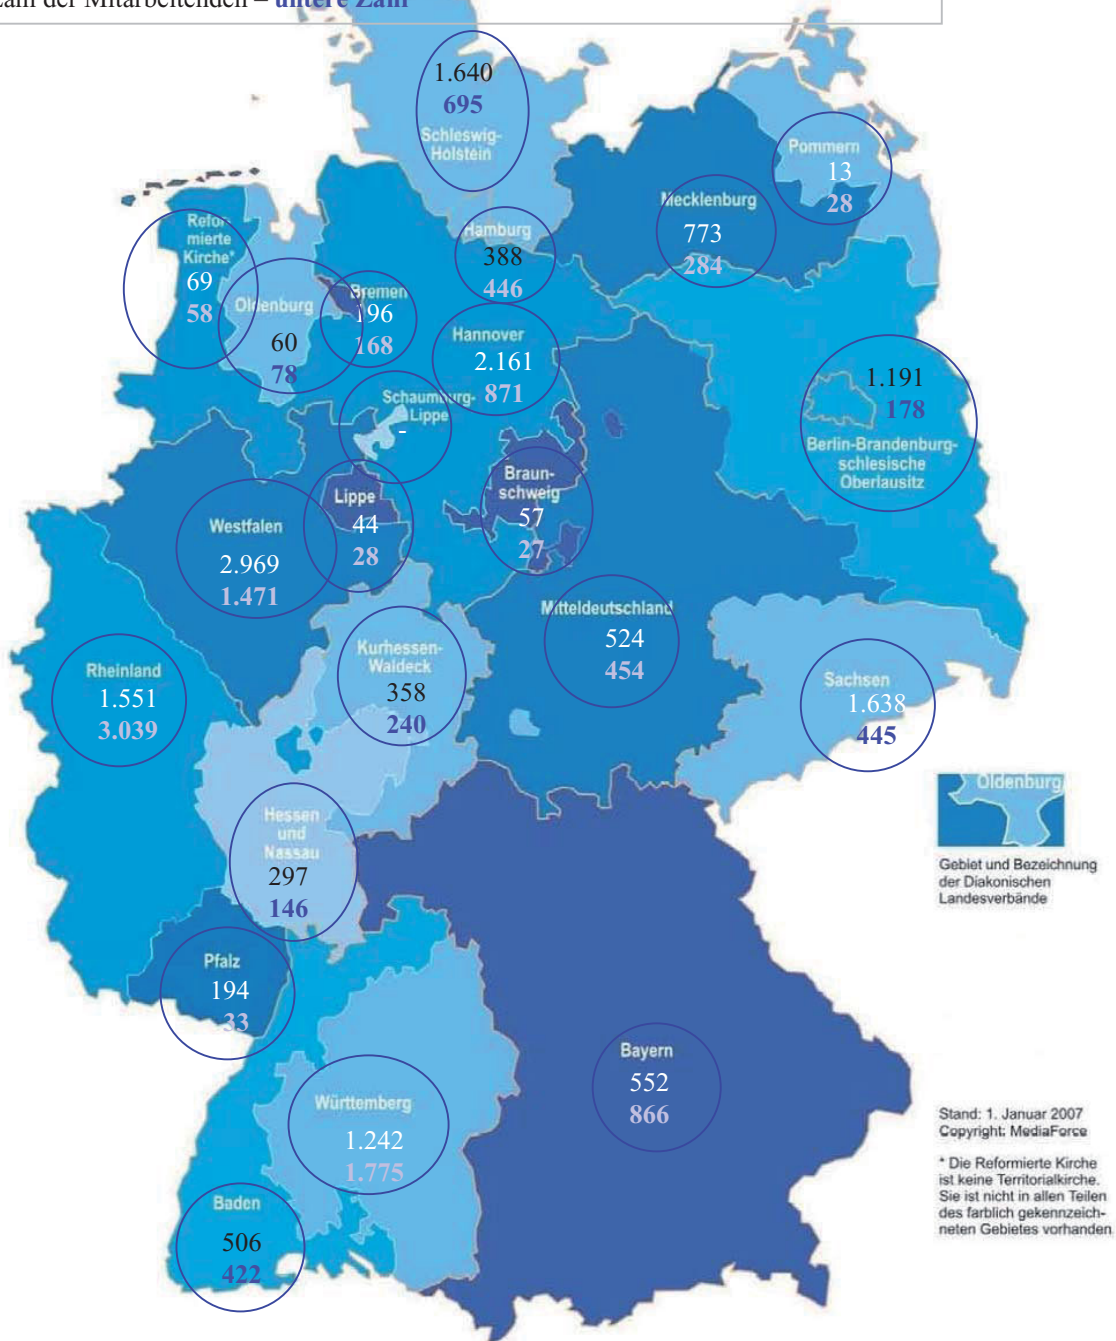 Zahl der Mitarbeitenden – untere Zahl
1.640
695
Schleswig-
Holstein
Pommern
13
28
Mecklenburg
773
284
Refor-
mierte
Kirche*
69
58
Hamburg
388
446
Oldenburg
60
78
Bremen
196
168
Hannover
2.161
871
Schaumburg-
Lippe
-
1.191
178
Berlin-Brandenburg-
schlesische
Oberlausitz
Braun-
schweig
57
27
Lippe
44
28
Westfalen
2.969
1.471
Mitteldeutschland
524
454
Kurhessen-
Waldeck
358
240
Rheinland
1.551
3.039
Sachsen
1.638
445
Oldenburg
Gebiet und Bezeichnung
der Diakonischen
Landesverbände
Hessen
und
Nassau
297
146
Pfalz
194
33
Bayern
552
866
Württemberg
1.242
1.775
Baden
506
422
Stand: 1. Januar 2007
Copyright: MediaForce
* Die Reformierte Kirche
ist keine Territorialkirche.
Sie ist nicht in allen Teilen
des farblich gekennzeich-
neten Gebietes vorhanden